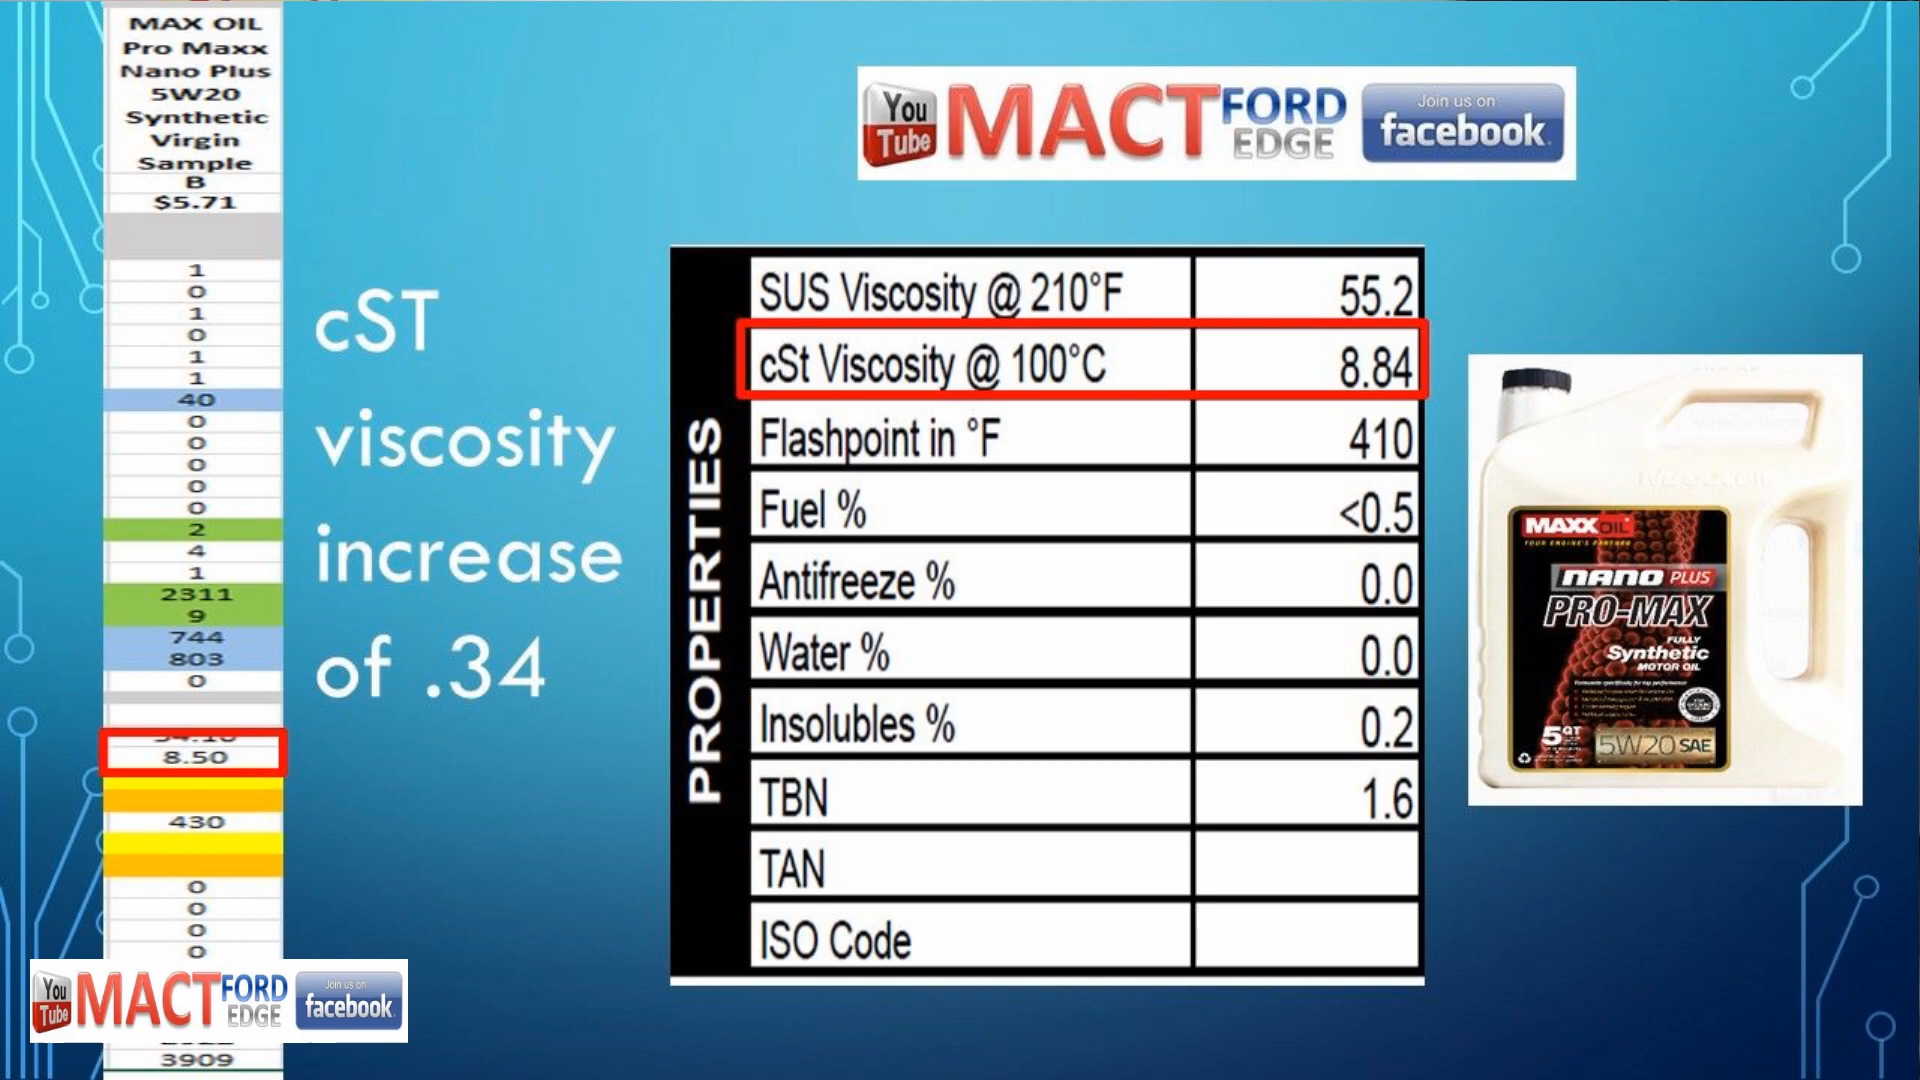 MAX OIL
Pro Maxx
Nano Plus
5W20
Synthetic
Virgin
Sample
B
$5.71
1
0
1
0
1
1
40
0
0
0
0
0
2
4
1
2311
9
744
803
0
8.50
430
0
0
0
0
3909
cST
viscosity
increase
of .34
You Tube MACT FORD EDGE Join us on facebook
PROPERTIES
SUS Viscosity @ 210°F 55.2
cSt Viscosity @ 100°C 8.84
Flashpoint in °F 410
Fuel % <0.5
Antifreeze % 0.0
Water % 0.0
Insolubles % 0.2
TBN 1.6
TAN
ISO Code
MAXX OIL
YOUR ENGINE'S PARTNER
NANO PLUS
PRO-MAX
FULLY
Synthetic
MOTOR OIL
5 QT
5W20 SAE
You Tube MACT FORD EDGE Join us on facebook